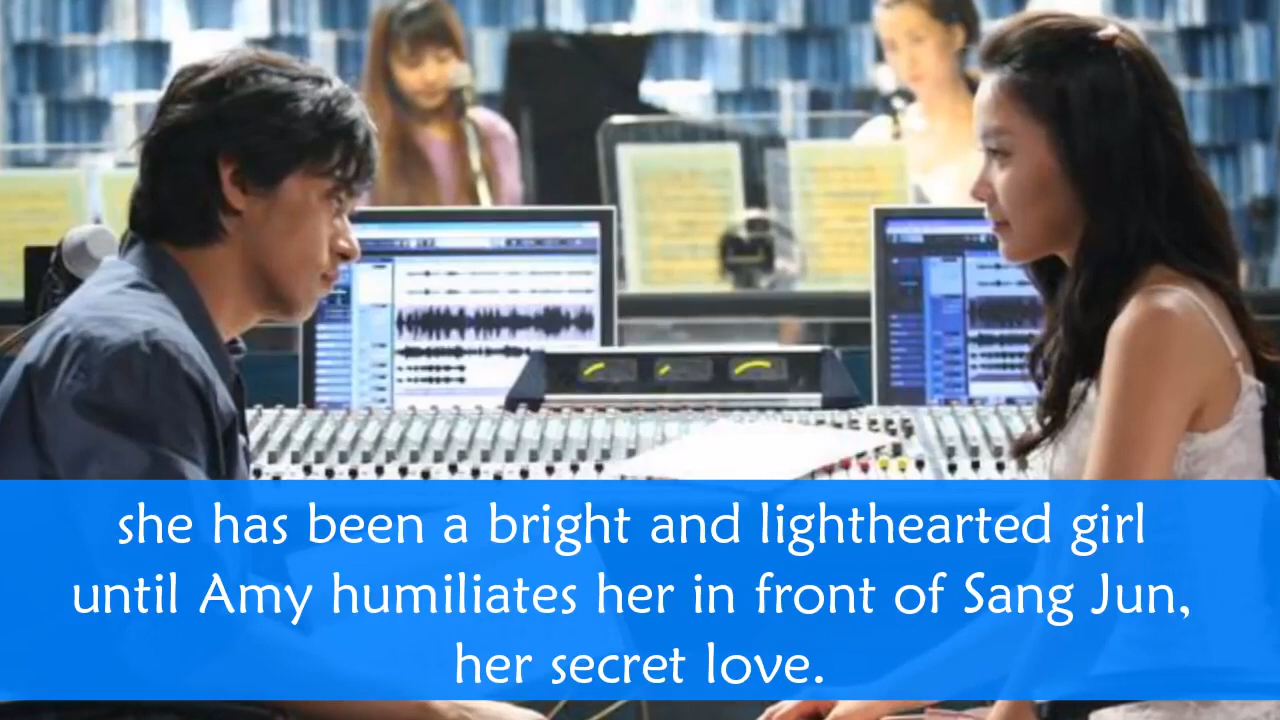 she has been a bright and lighthearted girl
until Amy humiliates her in front of Sang Jun,
her secret love.